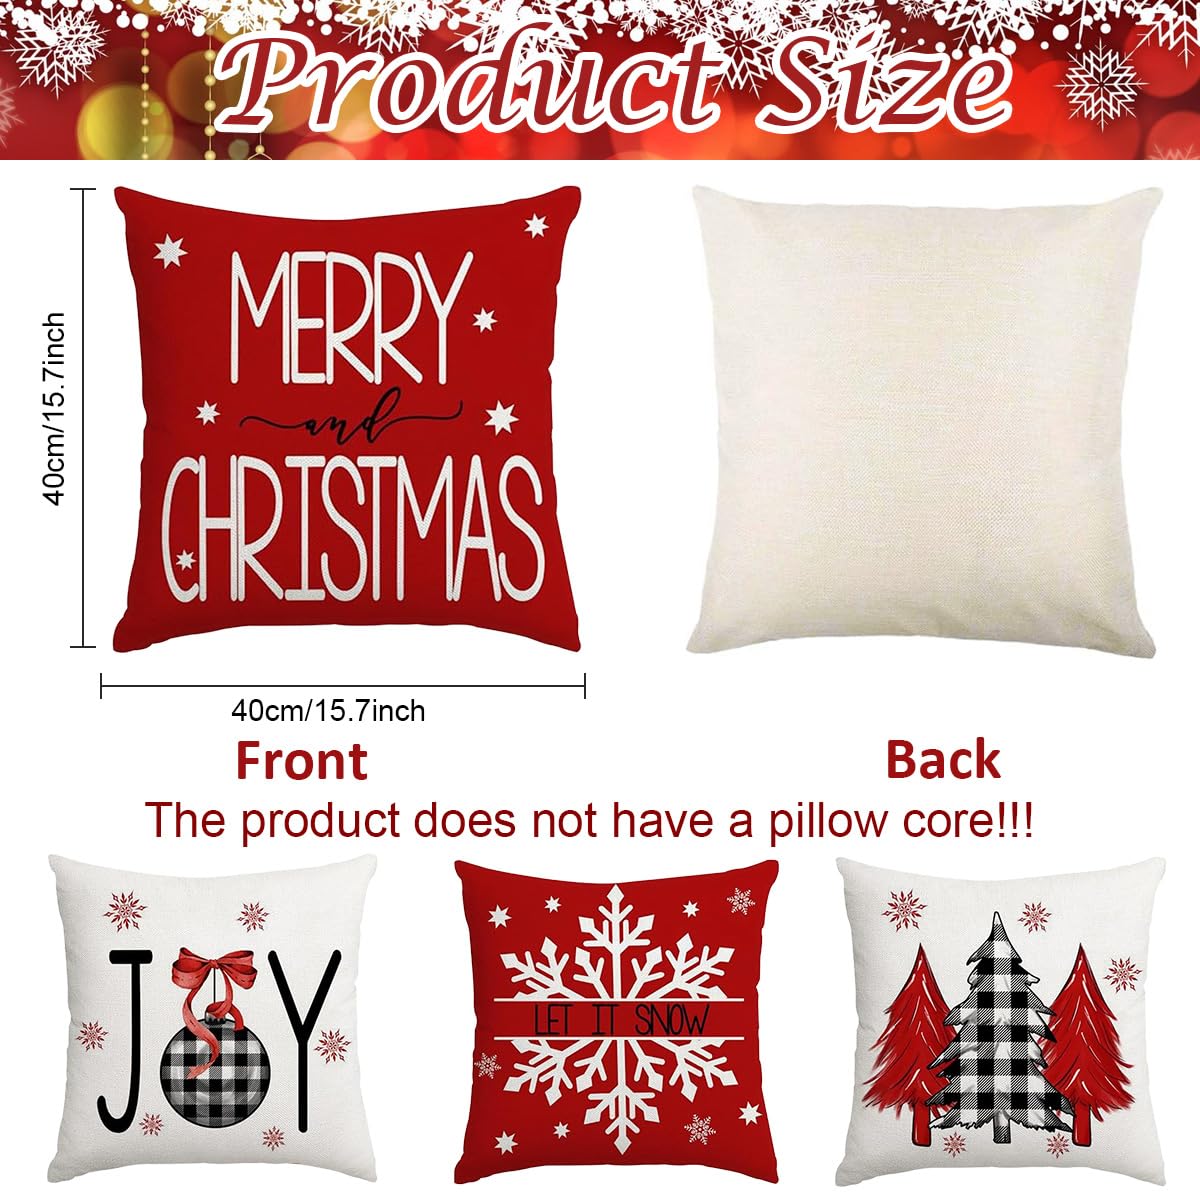 Product Size
40cm/15.7inch
MERRY
and
CHRISTMAS
40cm/15.7inch
Front
Back
The product does not have a pillow core!!!
JOY
LET IT SNOW